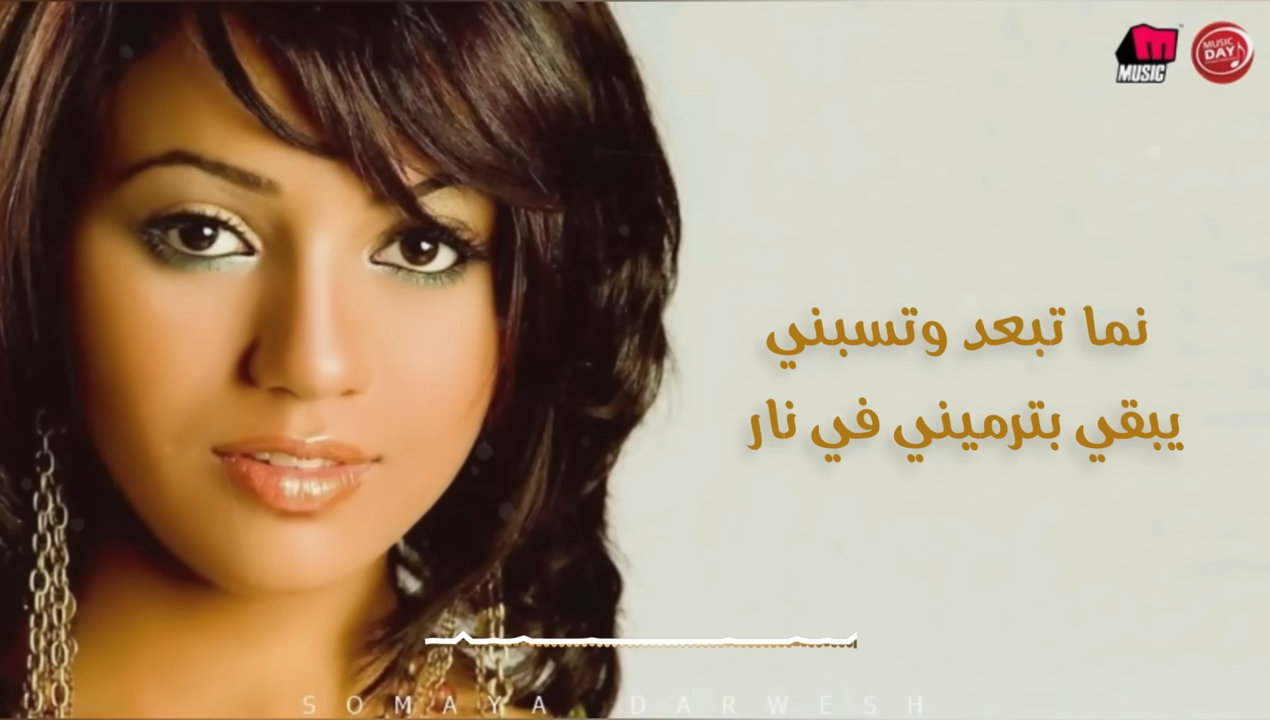 MUSIC
MUSIC
DAY
نما تبعد وتسبني
يبقي بترميني في نار
SOMAYA DARWESH